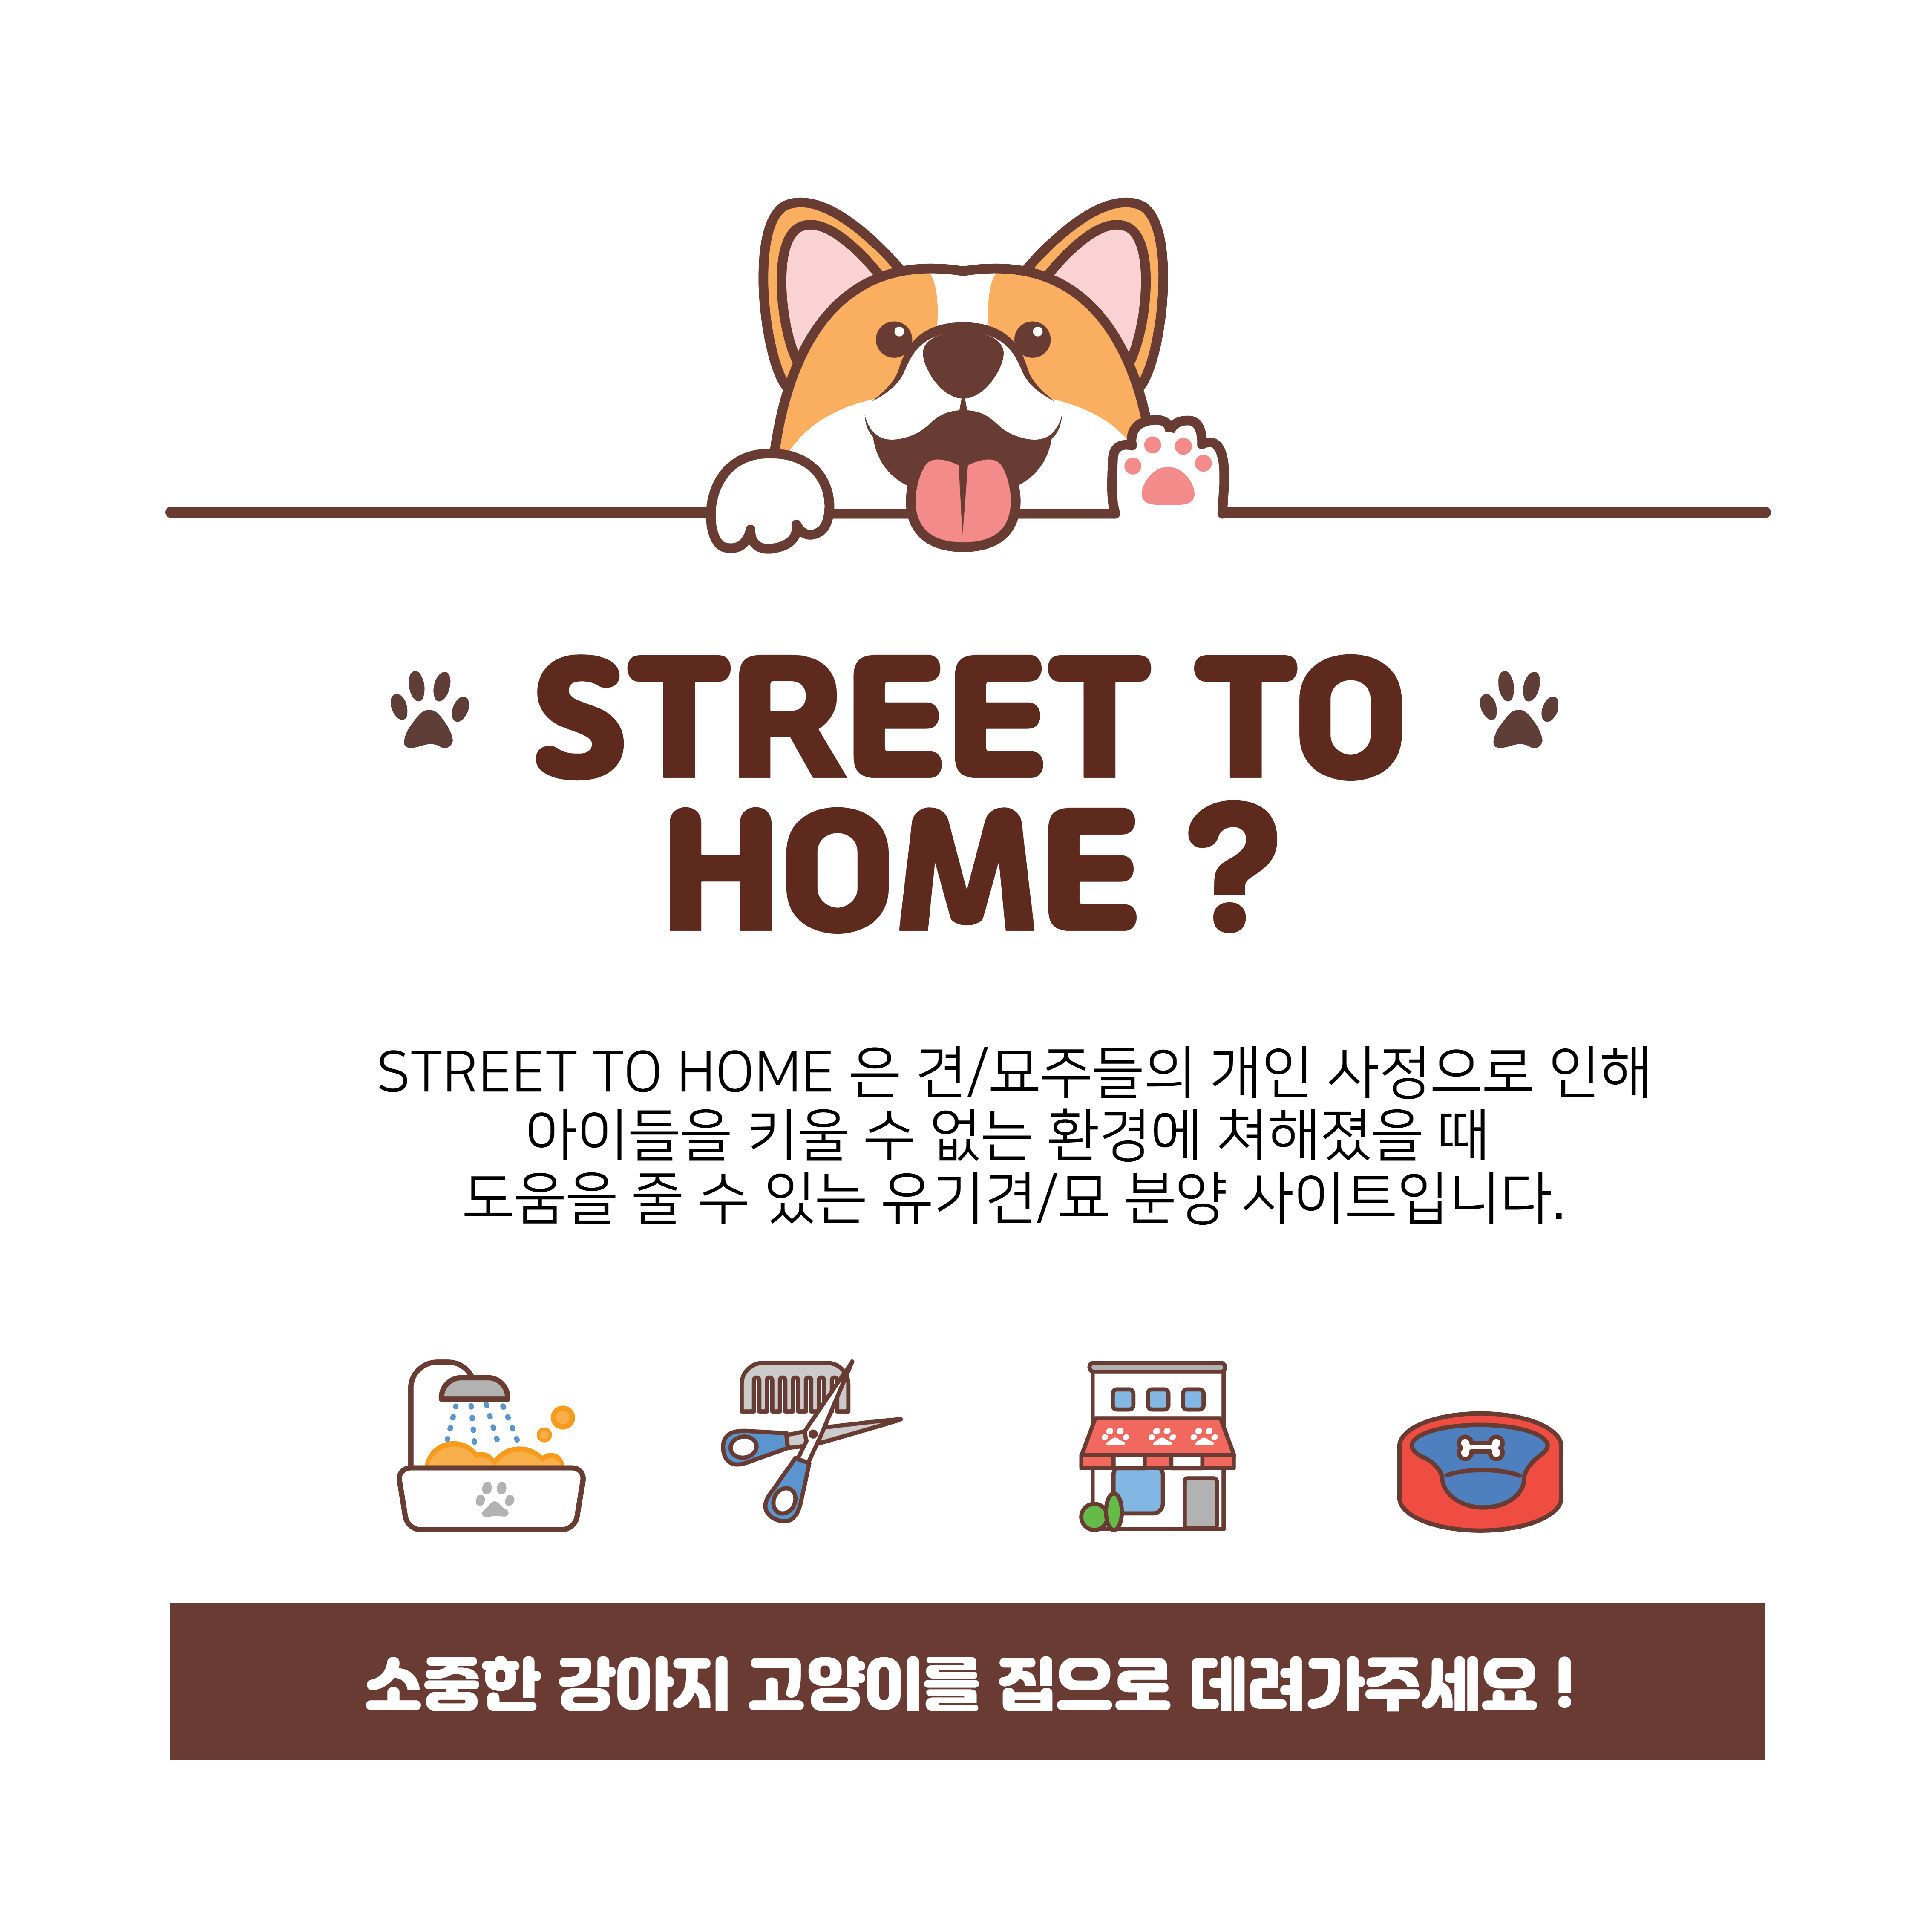 STREET TO
HOME ?
STREET TO HOME 은 견/묘주들의 개인 사정으로 인해
아이들을 키울 수 없는 환경에 쳐해졌을 때
도움을 줄 수 있는 유기견/묘 분양 사이트입니다.
소중한 강아지 고양이를 집으로 데려가주세요 !